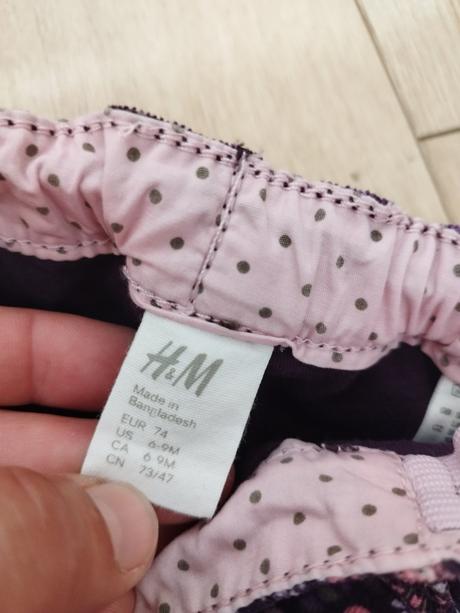 H&M
Made in
Bangladesh
EUR 74
US 6-9M
CA 6-9M
CN 73/47